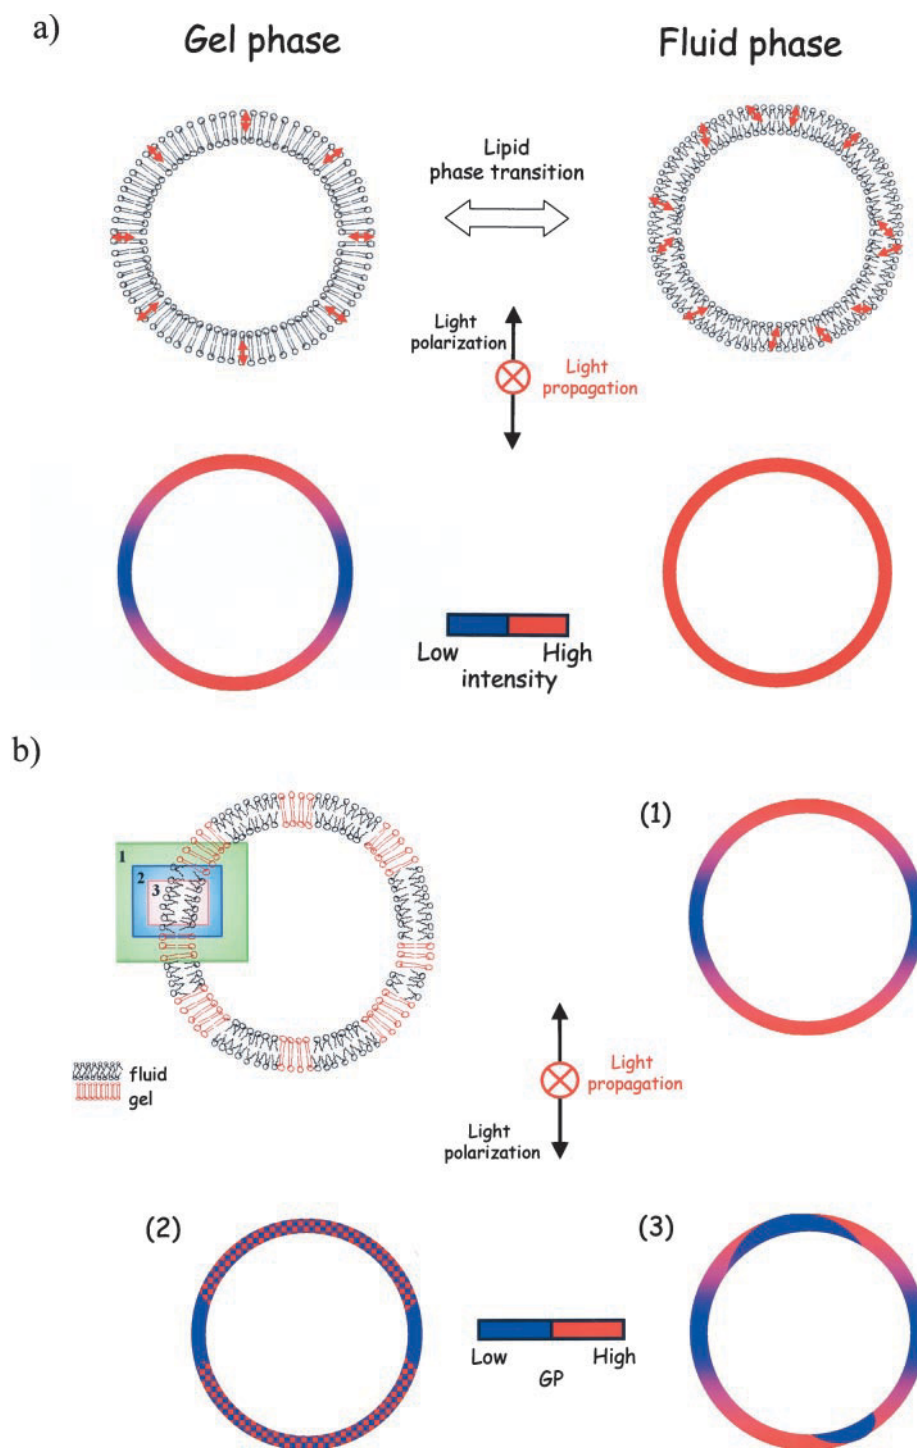 a)
Gel phase
Fluid phase
Lipid
phase transition
Light
polarization
Light
propagation
Low
High
intensity
b)
1
2
3
fluid
gel
(1)
Light
propagation
Light
polarization
(2)
(3)
Low
High
GP